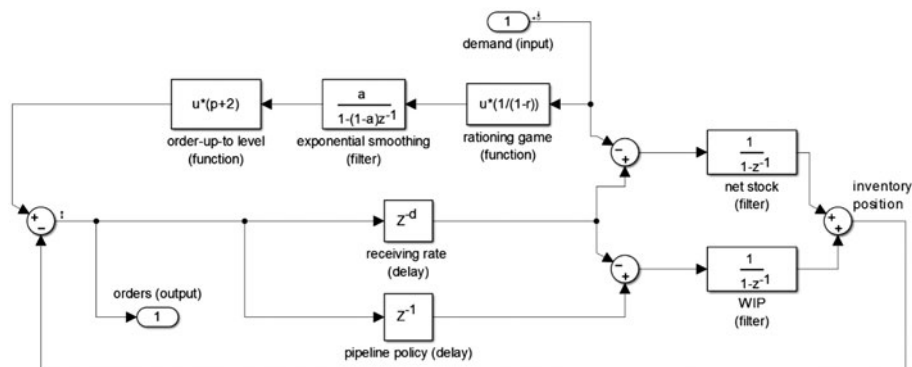 1
demand (input)
u*(p+2)
order-up-to level
(function)
a
1-(1-a)z-1
exponential smoothing
(filter)
u*(1/(1-r))
rationing game
(function)
1
1-z-1
net stock
(filter)
inventory
position
Z-d
receiving rate
(delay)
1
1-z-1
WIP
(filter)
orders (output)
1
Z-1
pipeline policy (delay)